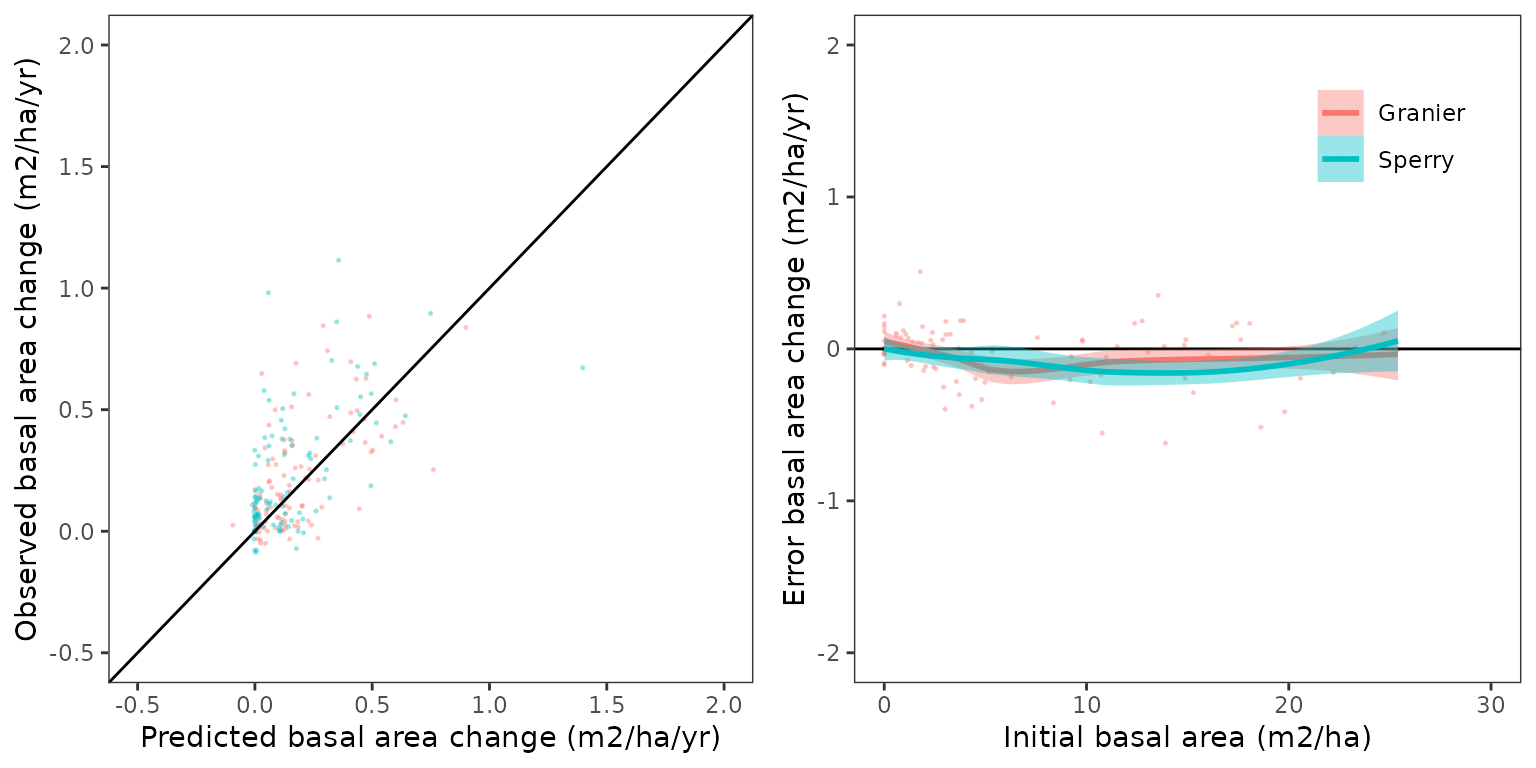 Observed basal area change (m2/ha/yr)
2.0
1.5
1.0
0.5
0.0
-0.5
-0.5 0.0 0.5 1.0 1.5 2.0
Predicted basal area change (m2/ha/yr)
Error basal area change (m2/ha/yr)
2
1
0
-1
-2
Granier
Sperry
0 10 20 30
Initial basal area (m2/ha)